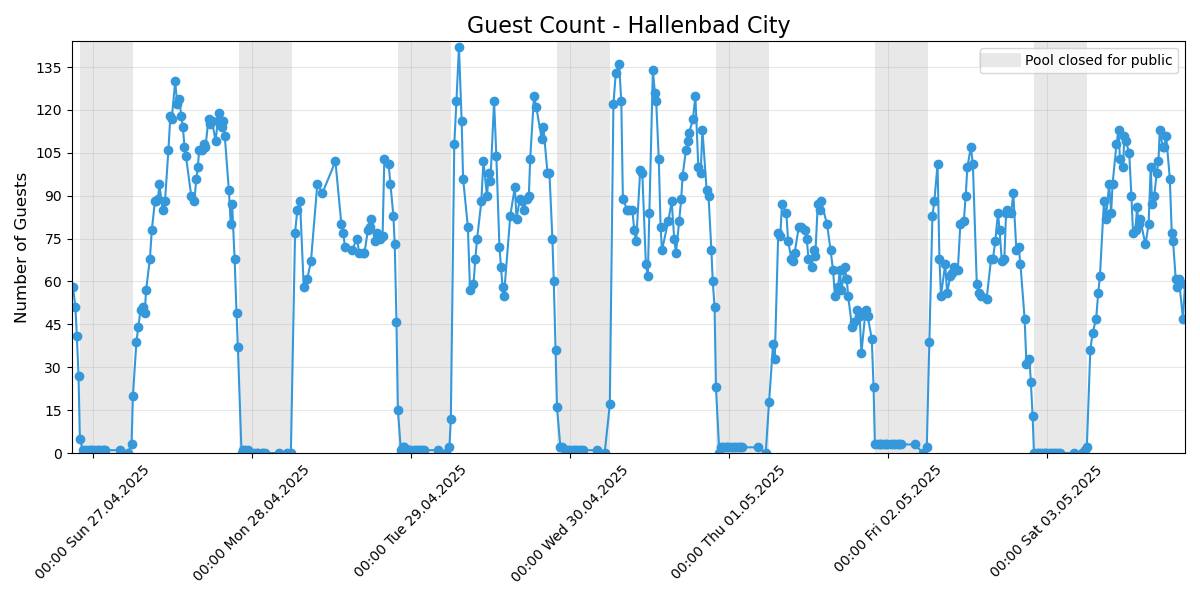 Guest Count - Hallenbad City
Pool closed for public
Number of Guests
135
120
105
90
75
60
45
30
15
0
00:00 Sun 27.04.2025
00:00 Mon 28.04.2025
00:00 Tue 29.04.2025
00:00 Wed 30.04.2025
00:00 Thu 01.05.2025
00:00 Fri 02.05.2025
00:00 Sat 03.05.2025